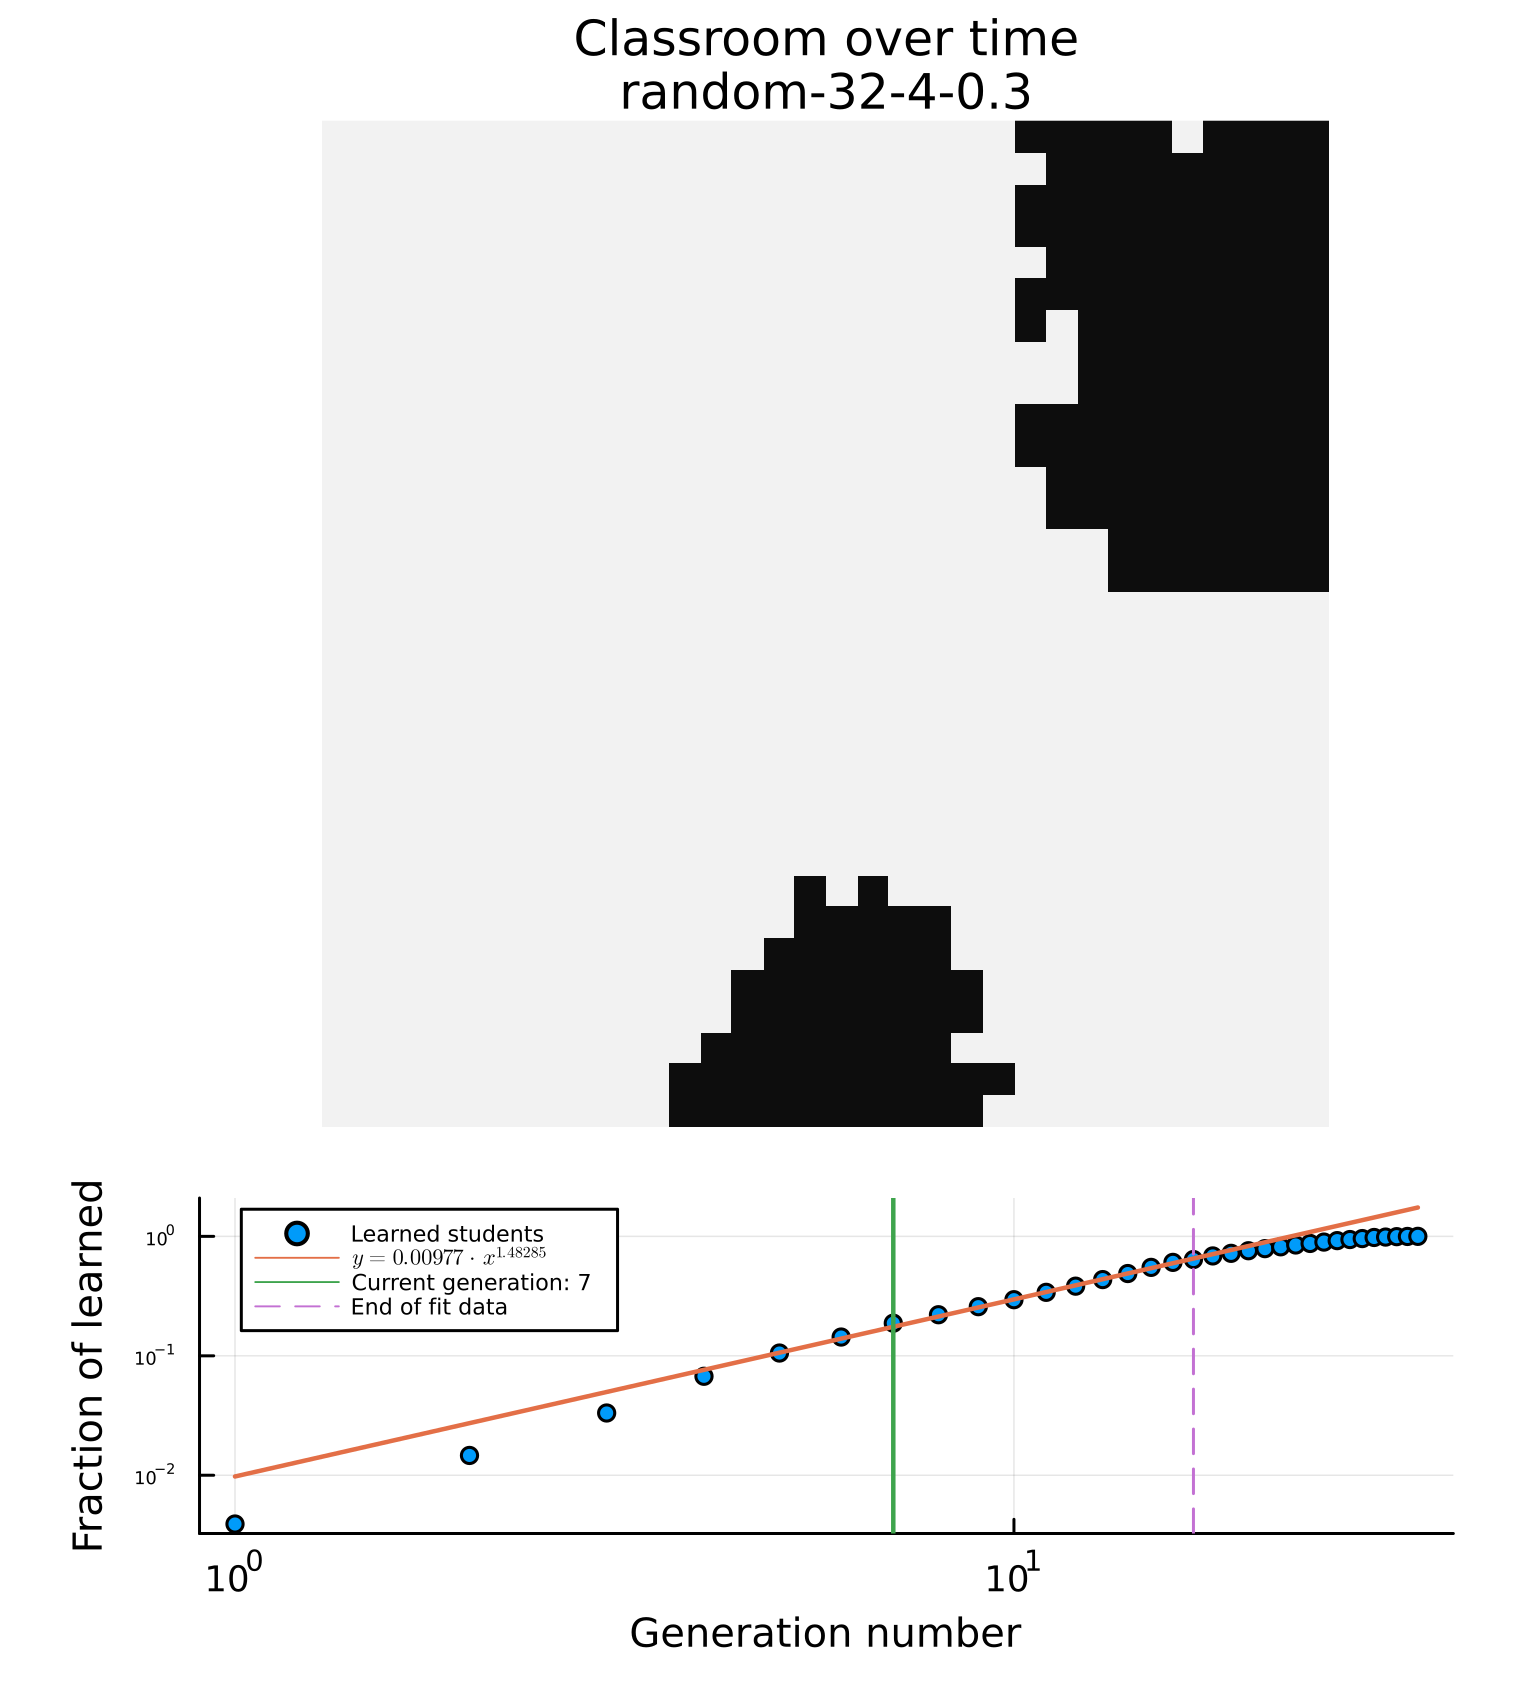 Classroom over time
random-32-4-0.3
Fraction of learned
10^0
10^-1
10^-2
Learned students
y = 0.00977 · x^1.48285
Current generation: 7
End of fit data
10^0 10^1
Generation number